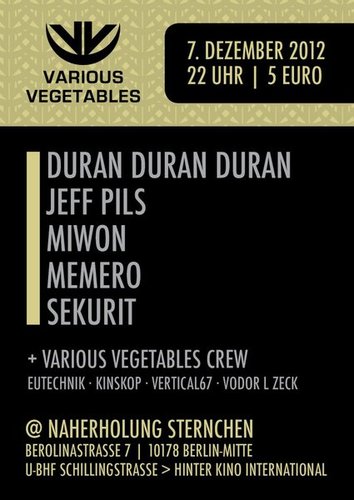 VARIOUS
VEGETABLES
7. DEZEMBER 2012
22 UHR | 5 EURO
DURAN DURAN DURAN
JEFF PILS
MIWON
MEMERO
SEKURIT
+ VARIOUS VEGETABLES CREW
EUTECHNIK · KINSKOP · VERTICAL67 · VODOR L ZECK
@ NAHERHOLUNG STERNCHEN
BEROLINASTRASSE 7 | 10178 BERLIN-MITTE
U-BHF SCHILLINGSTRASSE > HINTER KINO INTERNATIONAL